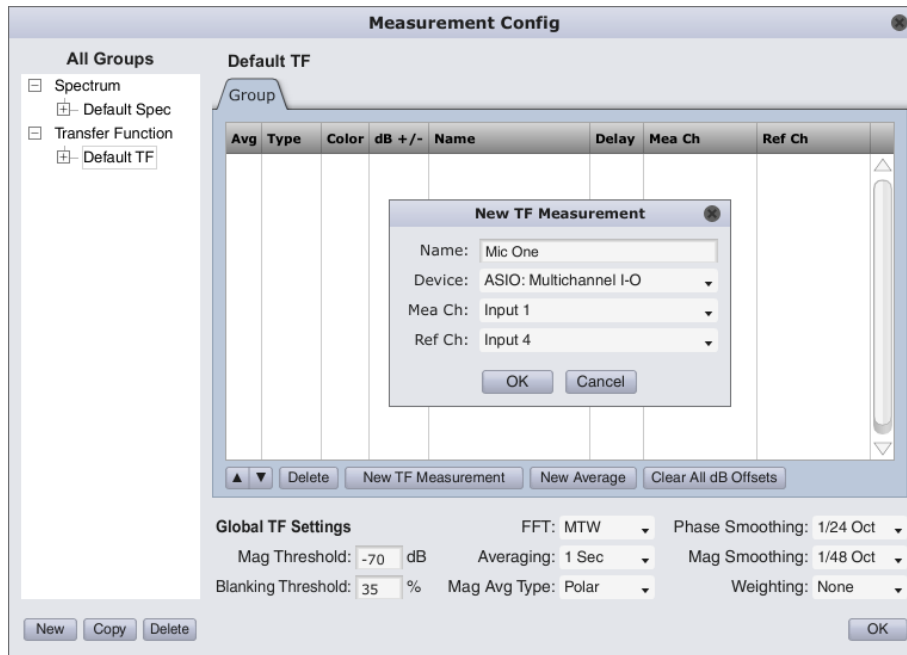 Measurement Config
All Groups
Spectrum
Default Spec
Transfer Function
Default TF
Default TF
Group
Avg Type Color dB +/- Name Delay Mea Ch Ref Ch
New TF Measurement
Name: Mic One
Device: ASIO: Multichannel I-O
Mea Ch: Input 1
Ref Ch: Input 4
OK Cancel
▲ ▼ Delete New TF Measurement New Average Clear All dB Offsets
Global TF Settings FFT: MTW Phase Smoothing: 1/24 Oct
Mag Threshold: -70 dB Averaging: 1 Sec Mag Smoothing: 1/48 Oct
Blanking Threshold: 35 % Mag Avg Type: Polar Weighting: None
New Copy Delete OK